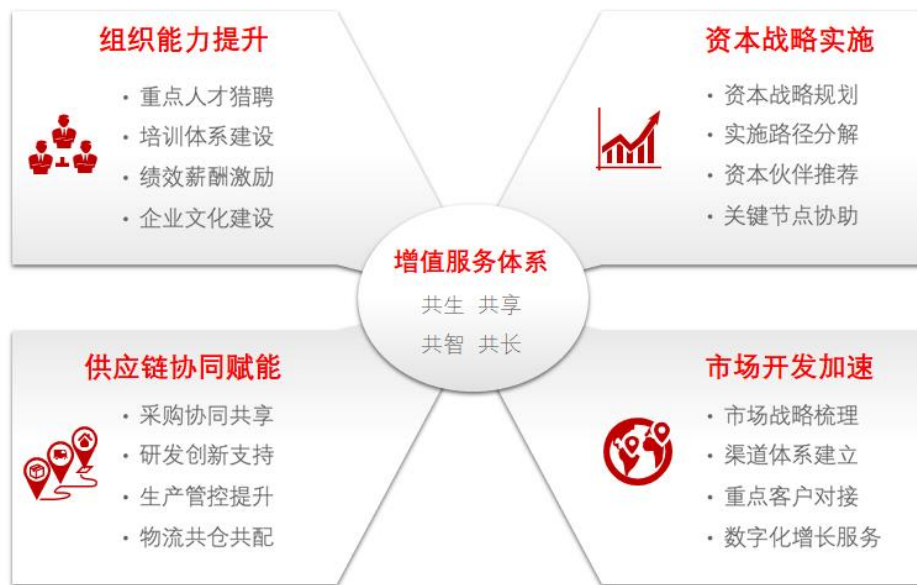 组织能力提升
• 重点人才猎聘
• 培训体系建设
• 绩效薪酬激励
• 企业文化建设
资本战略实施
• 资本战略规划
• 实施路径分解
• 资本伙伴推荐
• 关键节点协助
增值服务体系
共生 共享
共智 共长
供应链协同赋能
• 采购协同共享
• 研发创新支持
• 生产管控提升
• 物流共仓共配
市场开发加速
• 市场战略梳理
• 渠道体系建立
• 重点客户对接
• 数字化增长服务